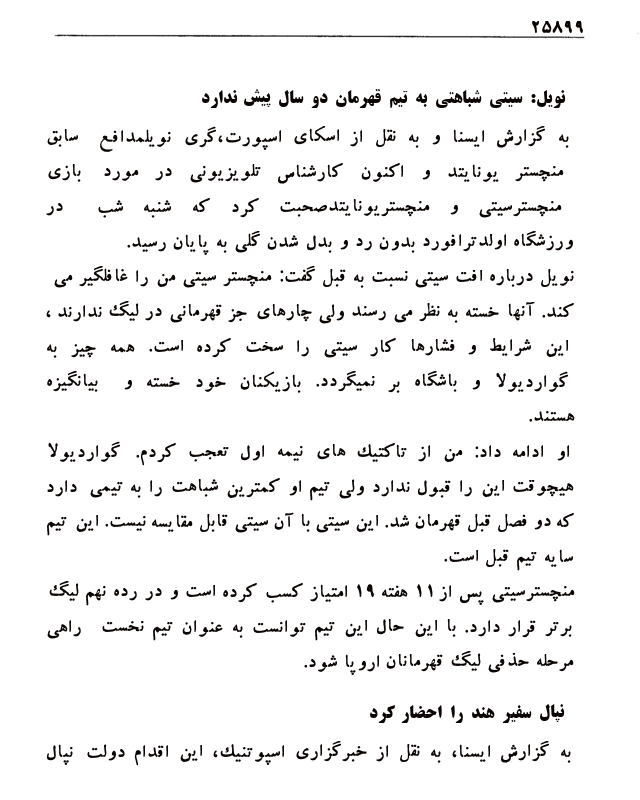 ۲۵۸۹۹
نویل: سیتی شباهتی به تیم قهرمان دو سال پیش ندارد
به گزارش ایسنا و به نقل از اسکای اسپورت،گری نویلمدافع سابق
منچستر یونایتد و اکنون کارشناس تلویزیونی در مورد بازی
منچسترسیتی و منچستریونایتدصحبت کرد که شنبه شب در
ورزشگاه اولدترافورد بدون رد و بدل شدن گلی به پایان رسید.
نویل درباره افت سیتی نسبت به قبل گفت: منچستر سیتی من را غافلگیر می
کند. آنها خسته به نظر می رسند ولی چارهای جز قهرمانی در لیگ ندارند ،
این شرایط و فشارها کار سیتی را سخت کرده است. همه چیز به
گواردیولا و باشگاه بر نمیگردد. بازیکنان خود خسته و بیانگیزه
هستند.
او ادامه داد: من از تاکتیك های نیمه اول تعجب کردم. گواردیولا
هیچوقت این را قبول ندارد ولی تیم او کمترین شباهت را به تیمی دارد
که دو فصل قبل قهرمان شد. این سیتی با آن سیتی قابل مقایسه نیست. این تیم
سایه تیم قبل است.
منچسترسیتی پس از ۱۱ هفته ۱۹ امتیاز کسب کرده است و در رده نهم لیگ
برتر قرار دارد. با این حال این تیم توانست به عنوان تیم نخست راهی
مرحله حذفی لیگ قهرمانان اروپا شود.
نپال سفیر هند را احضار کرد
به گزارش ایسنا، به نقل از خبرگزاری اسپوتنیك، این اقدام دولت نپال